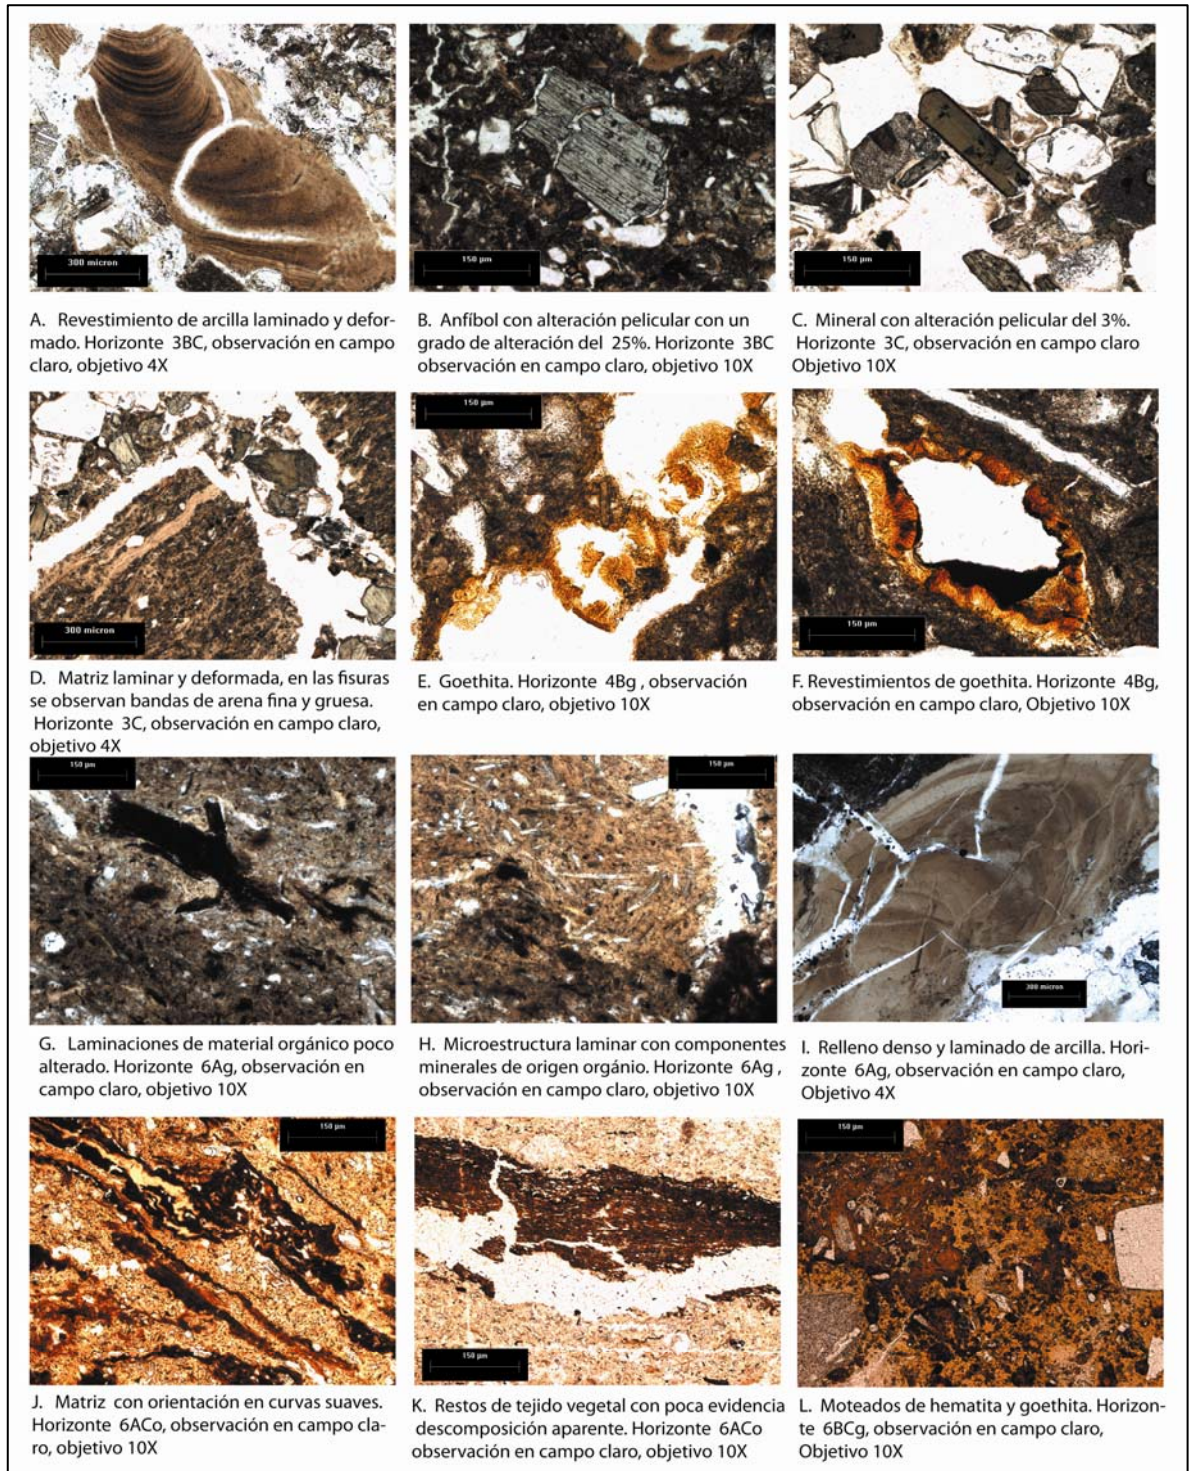 300 micron
150 µm
150 µm
A. Revestimiento de arcilla laminado y defor-
mado. Horizonte 3BC, observación en campo
claro, objetivo 4X
B. Anfíbol con alteración pelicular con un
grado de alteración del 25%. Horizonte 3BC
observación en campo claro, objetivo 10X
C. Mineral con alteración pelicular del 3%.
Horizonte 3C, observación en campo claro
Objetivo 10X
300 micron
150 µm
150 µm
D. Matriz laminar y deformada, en las fisuras
se observan bandas de arena fina y gruesa.
Horizonte 3C, observación en campo claro,
objetivo 4X
E. Goethita. Horizonte 4Bg , observación
en campo claro, objetivo 10X
F. Revestimientos de goethita. Horizonte 4Bg,
observación en campo claro, Objetivo 10X
150 µm
150 µm
300 micron
G. Laminaciones de material orgánico poco
alterado. Horizonte 6Ag, observación en
campo claro, objetivo 10X
H. Microestructura laminar con componentes
minerales de origen orgánio. Horizonte 6Ag ,
observación en campo claro, objetivo 10X
I. Relleno denso y laminado de arcilla. Hori-
zonte 6Ag, observación en campo claro,
Objetivo 4X
150 µm
150 µm
150 µm
J. Matriz con orientación en curvas suaves.
Horizonte 6ACo, observación en campo cla-
ro, objetivo 10X
K. Restos de tejido vegetal con poca evidencia
descomposición aparente. Horizonte 6ACo
observación en campo claro, objetivo 10X
L. Moteados de hematita y goethita. Horizon-
te 6BCg, observación en campo claro,
Objetivo 10X